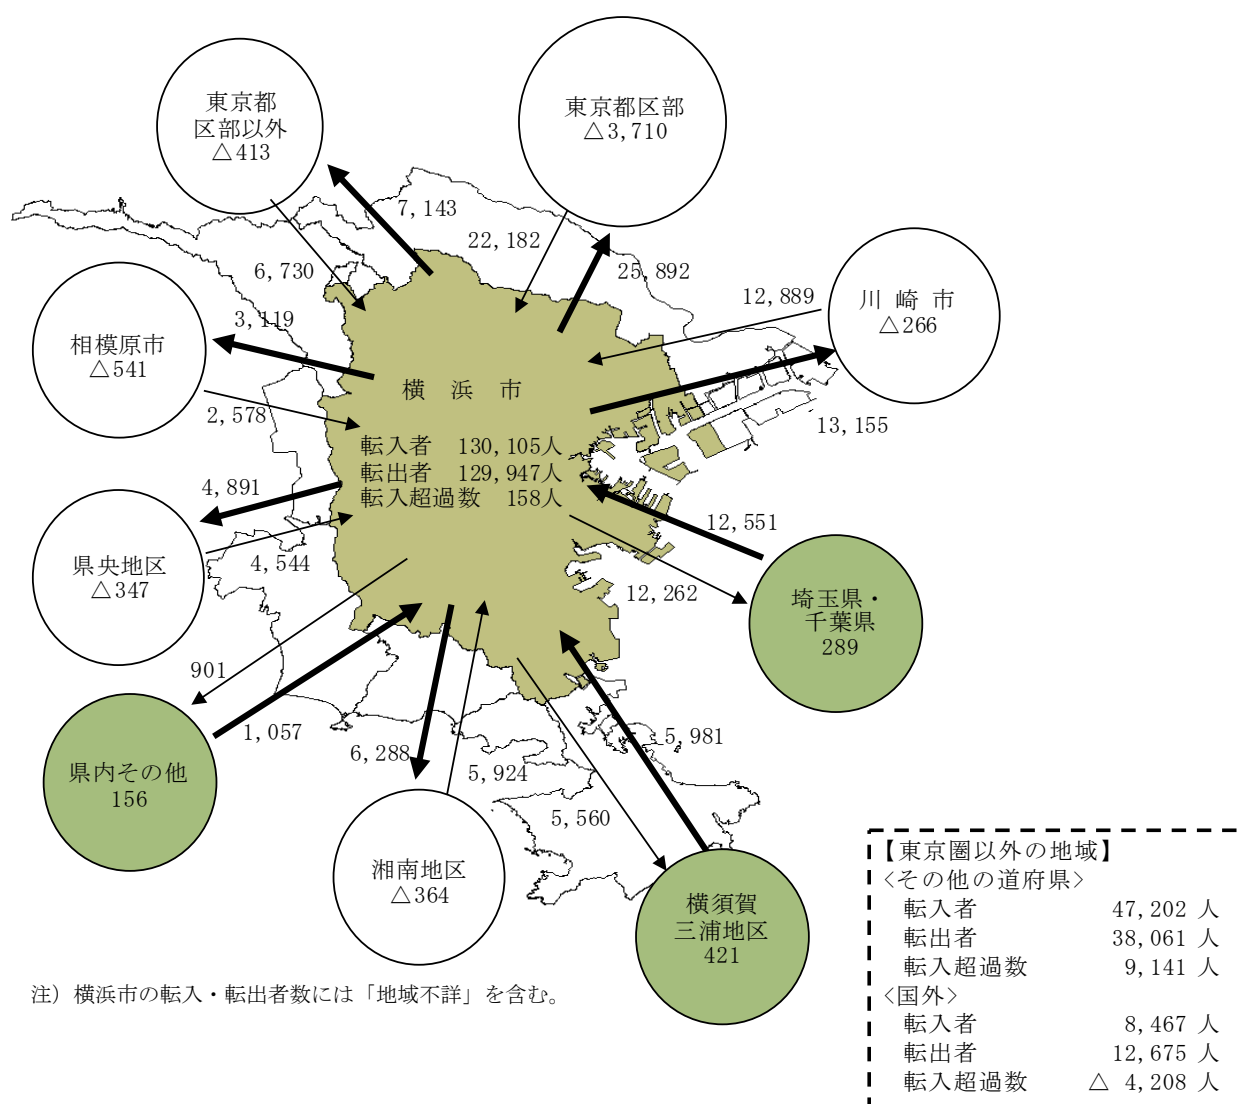 東京都
区部以外
△413
東京都区部
△3,710
7,143
22,182
6,730
25,892
12,889
川 崎 市
△266
3,119
相模原市
△541
2,578
横 浜 市
13,155
転入者 130,105人
転出者 129,947人
転入超過数 158人
4,891
12,551
県央地区
△347
4,544
12,262
埼玉県・
千葉県
289
901
1,057
県内その他
156
6,288
5,924
5,981
5,560
湘南地区
△364
横須賀
三浦地区
421
注）横浜市の転入・転出者数には「地域不詳」を含む。
【東京圏以外の地域】
<その他の道府県>
転入者 47,202 人
転出者 38,061 人
転入超過数 9,141 人
<国外>
転入者 8,467 人
転出者 12,675 人
転入超過数 △ 4,208 人